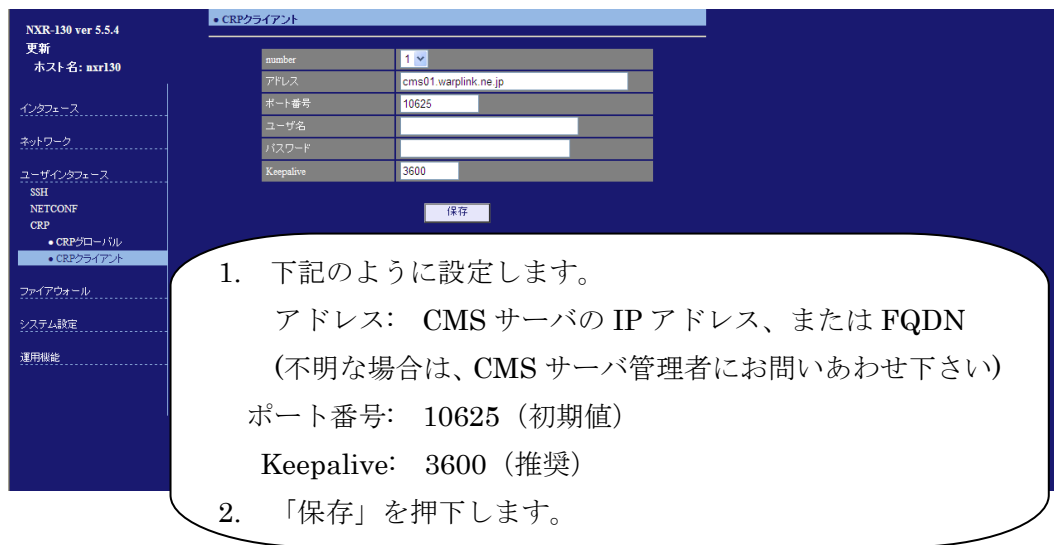 NXR-130 ver 5.5.4
更新
ホスト名: nxr130
インタフェース
ネットワーク
ユーザインタフェース
SSH
NETCONF
CRP
● CRPグローバル
● CRPクライアント
ファイアウォール
システム設定
運用機能
● CRPクライアント
number 1
アドレス cms01.warplink.ne.jp
ポート番号 10625
ユーザ名
パスワード
Keepalive 3600
保存
1. 下記のように設定します。
アドレス: CMS サーバの IP アドレス、または FQDN
(不明な場合は、CMS サーバ管理者にお問いあわせ下さい)
ポート番号: 10625（初期値）
Keepalive: 3600（推奨）
2. 「保存」を押下します。